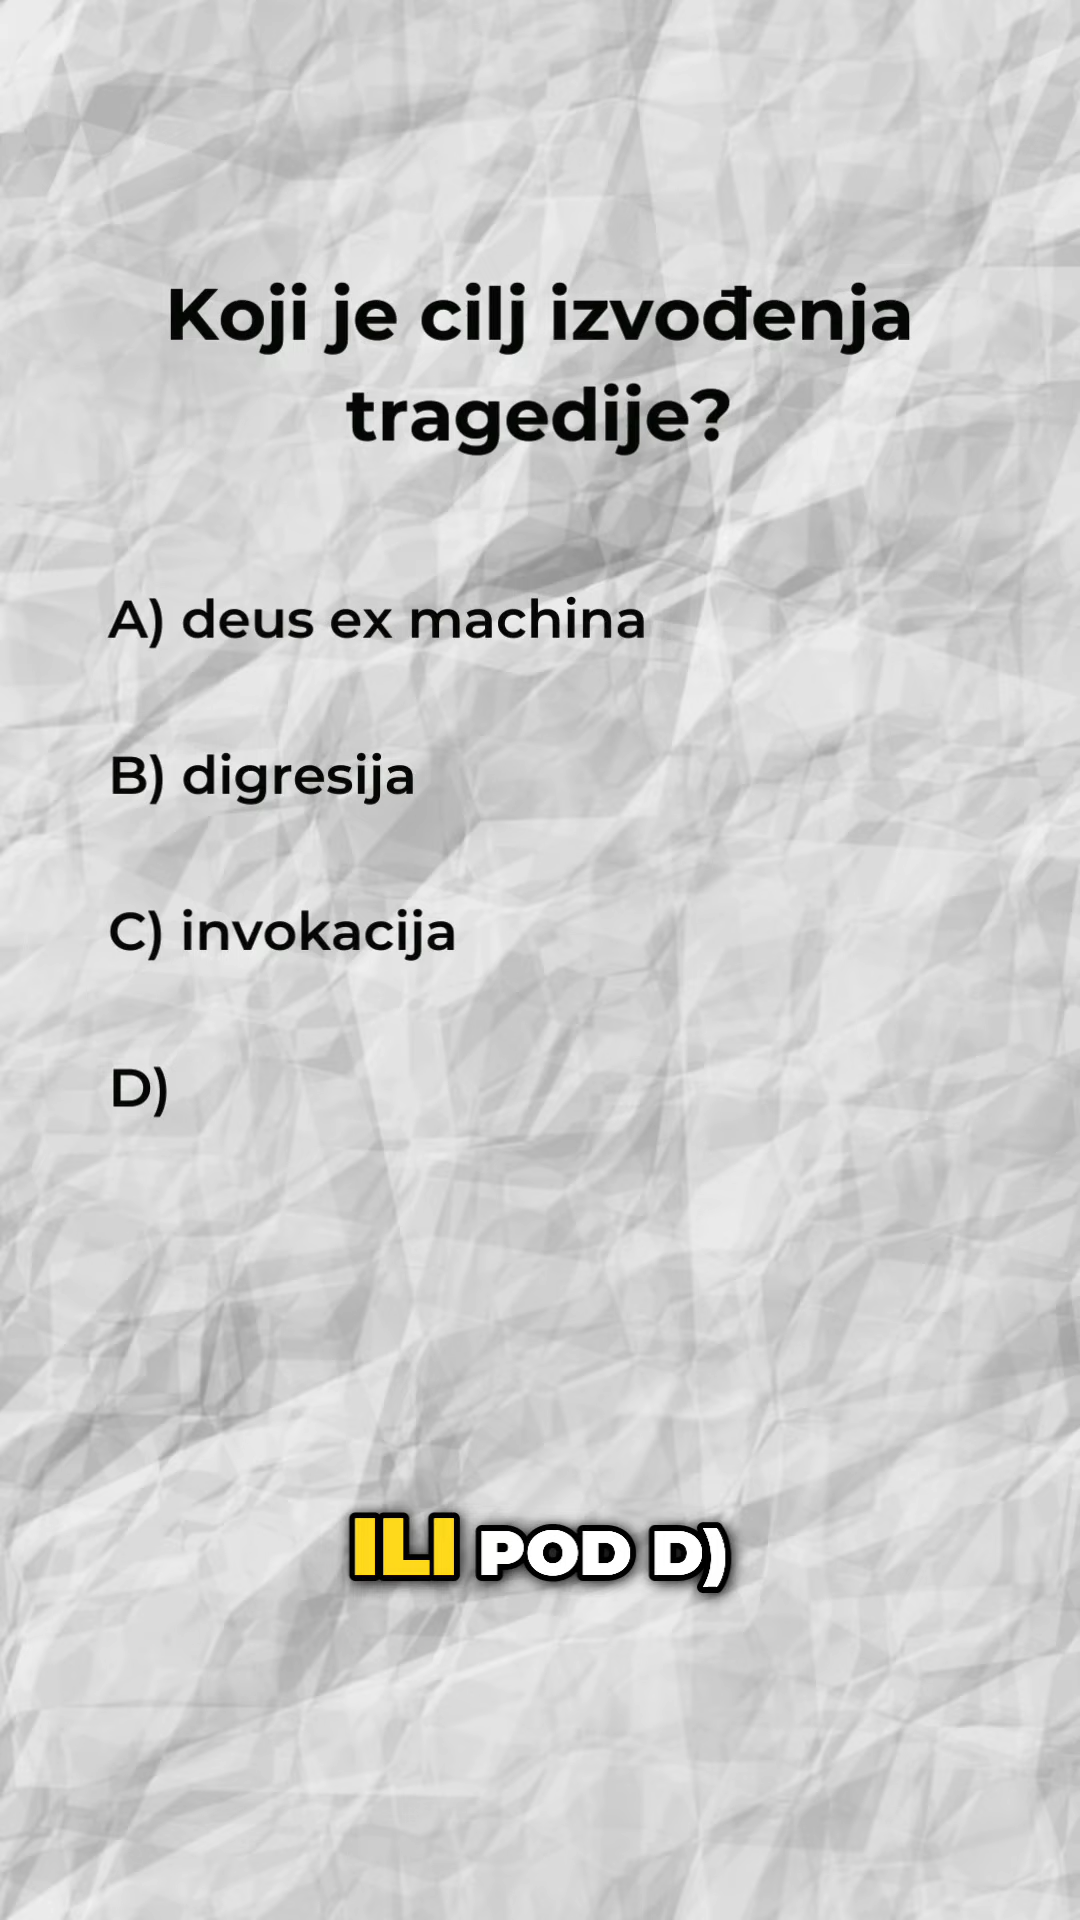 Koji je cilj izvođenja
tragedije?
A) deus ex machina
B) digresija
C) invokacija
D)
ILI POD D)